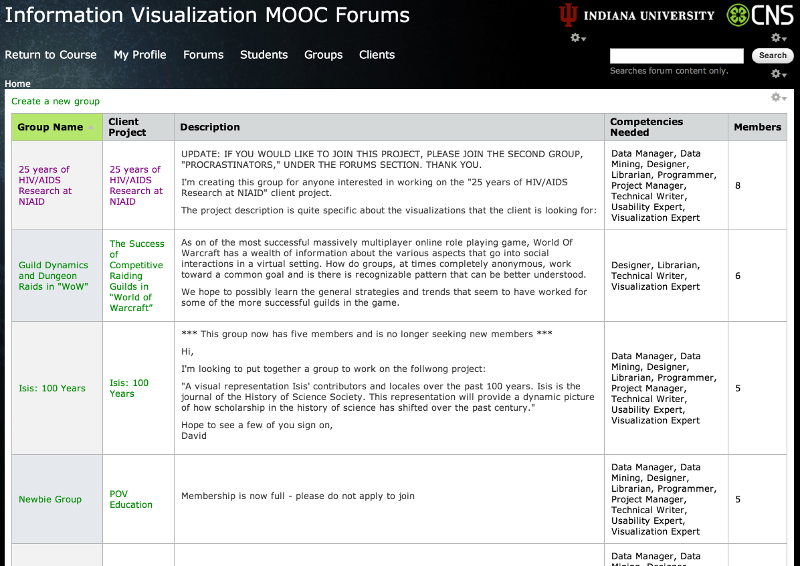 Information Visualization MOOC Forums
INDIANA UNIVERSITY
CNS
Return to Course
My Profile
Forums
Students
Groups
Clients
Search
Searches forum content only.
Home
Create a new group
Group Name
Client
Project
Description
Competencies
Needed
Members
25 years of
HIV/AIDS
Research at
NIAID
25 years of
HIV/AIDS
Research at
NIAID
UPDATE: IF YOU WOULD LIKE TO JOIN THIS PROJECT, PLEASE JOIN THE SECOND GROUP,
"PROCRASTINATORS," UNDER THE FORUMS SECTION. THANK YOU.
I'm creating this group for anyone interested in working on the "25 years of HIV/AIDS
Research at NIAID" client project.
The project description is quite specific about the visualizations that the client is looking for:
Data Manager, Data
Mining, Designer,
Librarian, Programmer,
Project Manager,
Technical Writer,
Usability Expert,
Visualization Expert
8
Guild Dynamics
and Dungeon
Raids in "WoW"
The Success
of
Competitive
Raiding
Guilds in
"World of
Warcraft"
As on of the most successful massively multiplayer online role playing game, World Of
Warcraft has a wealth of information about the various aspects that go into social
interactions in a virtual setting. How do groups, at times completely anonymous, work
toward a common goal and is there is recognizable pattern that can be better understood.
We hope to possibly learn the general strategies and trends that seem to have worked for
some of the more successful guilds in the game.
Designer, Librarian,
Technical Writer,
Visualization Expert
6
Isis: 100 Years
Isis: 100
Years
*** This group now has five members and is no longer seeking new members ***
Hi,
I'm looking to put together a group to work on the follwong project:
"A visual representation Isis' contributors and locales over the past 100 years. Isis is the
journal of the History of Science Society. This representation will provide a dynamic picture
of how scholarship in the history of science has shifted over the past century."
Hope to see a few of you sign on,
David
Data Manager, Data
Mining, Designer,
Librarian, Programmer,
Project Manager,
Technical Writer,
Usability Expert,
Visualization Expert
5
Newbie Group
POV
Education
Membership is now full - please do not apply to join
Data Manager, Data
Mining, Designer,
Librarian, Programmer,
Project Manager,
Technical Writer,
Usability Expert,
Visualization Expert
5
Data Manager, Data
Mining, Designer,